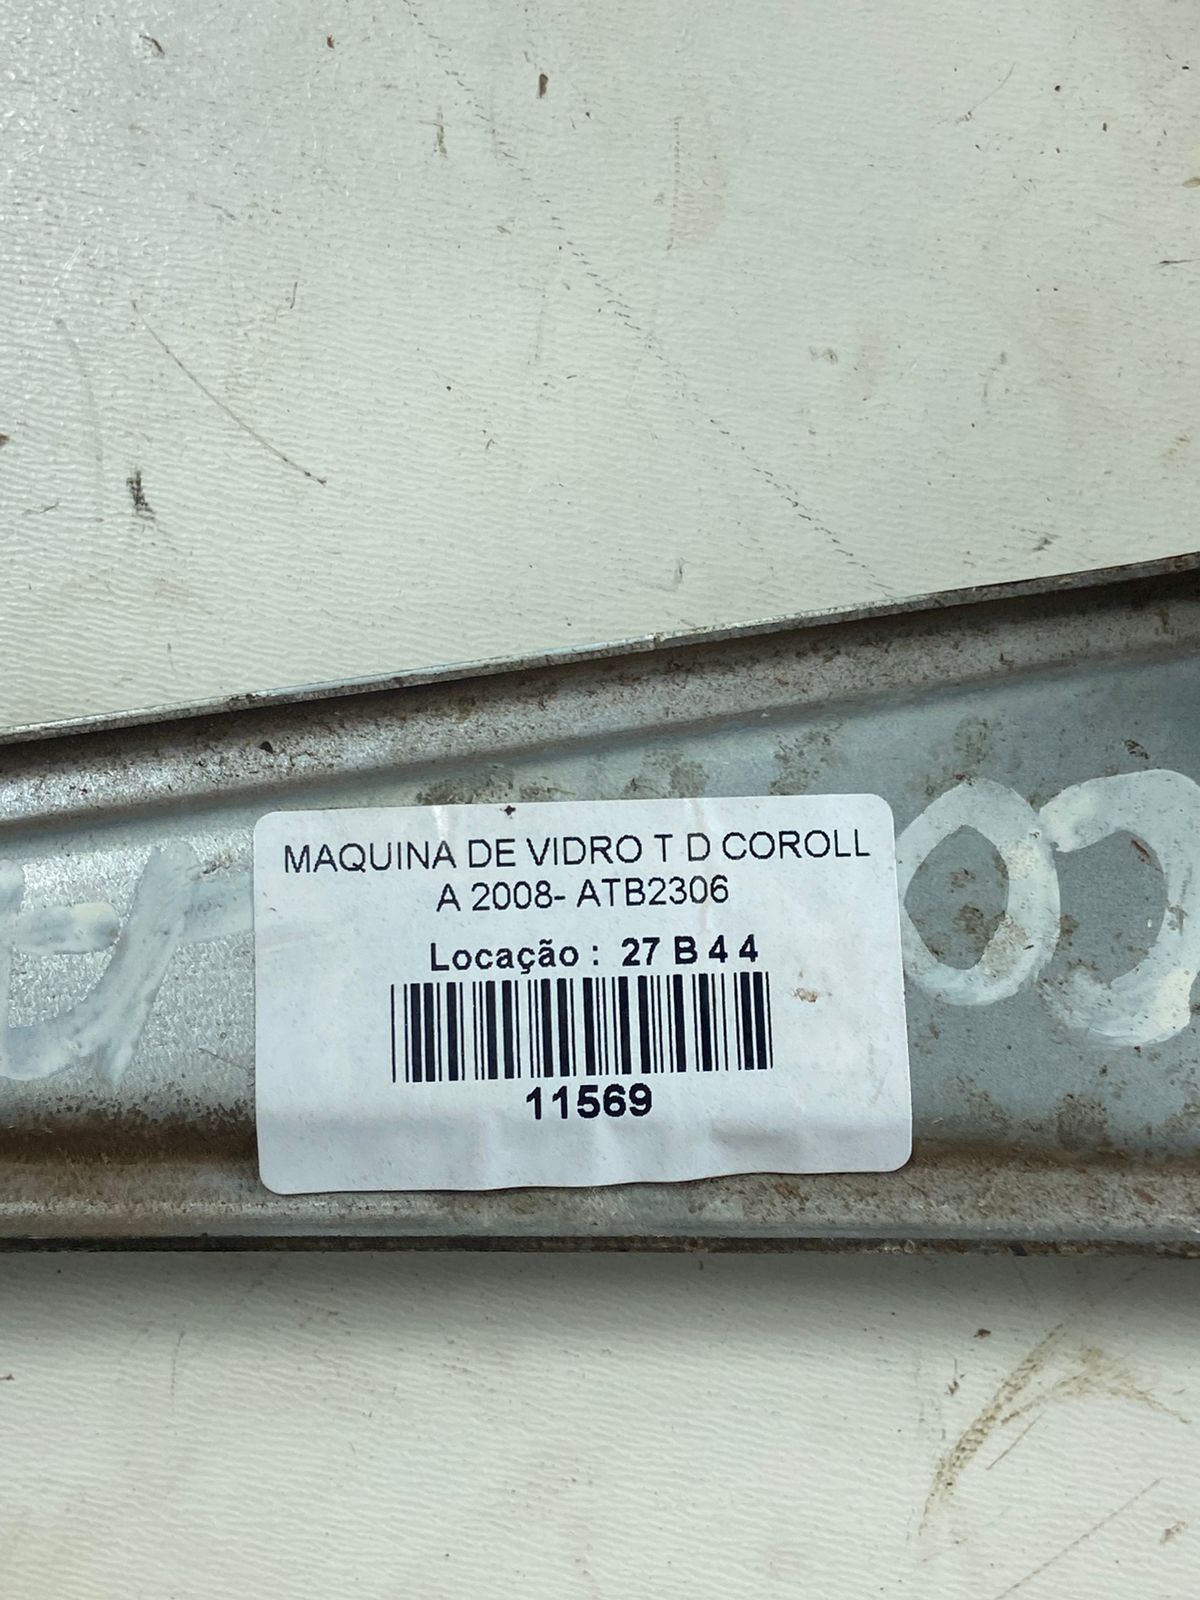 MAQUINA DE VIDRO T D COROLL
A 2008- ATB2306
Locação : 27 B 4 4
11569